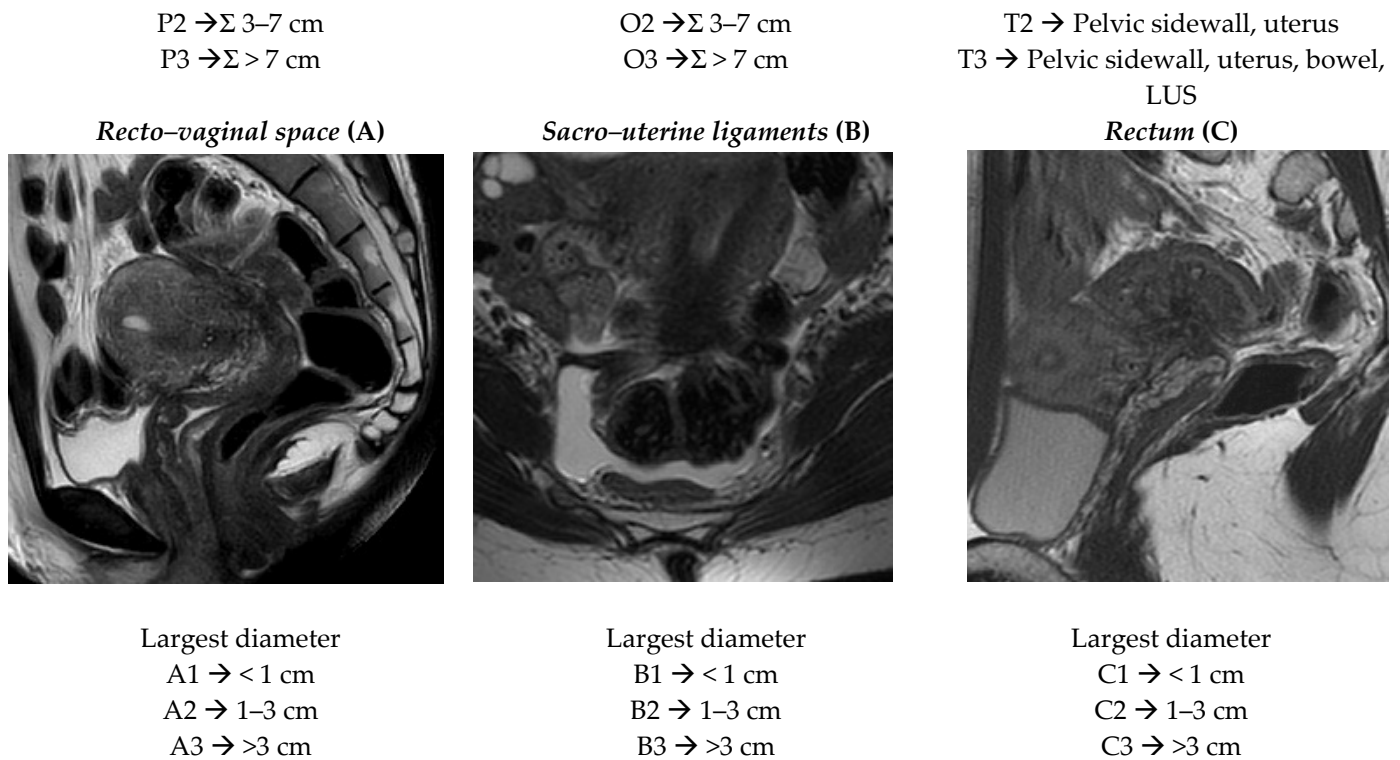 P2 →Σ 3–7 cm
P3 →Σ > 7 cm
O2 →Σ 3–7 cm
O3 →Σ > 7 cm
T2 → Pelvic sidewall, uterus
T3 → Pelvic sidewall, uterus, bowel,
LUS
Recto–vaginal space (A)
Sacro–uterine ligaments (B)
Rectum (C)
Largest diameter
A1 → < 1 cm
A2 → 1–3 cm
A3 → >3 cm
Largest diameter
B1 → < 1 cm
B2 → 1–3 cm
B3 → >3 cm
Largest diameter
C1 → < 1 cm
C2 → 1–3 cm
C3 → >3 cm